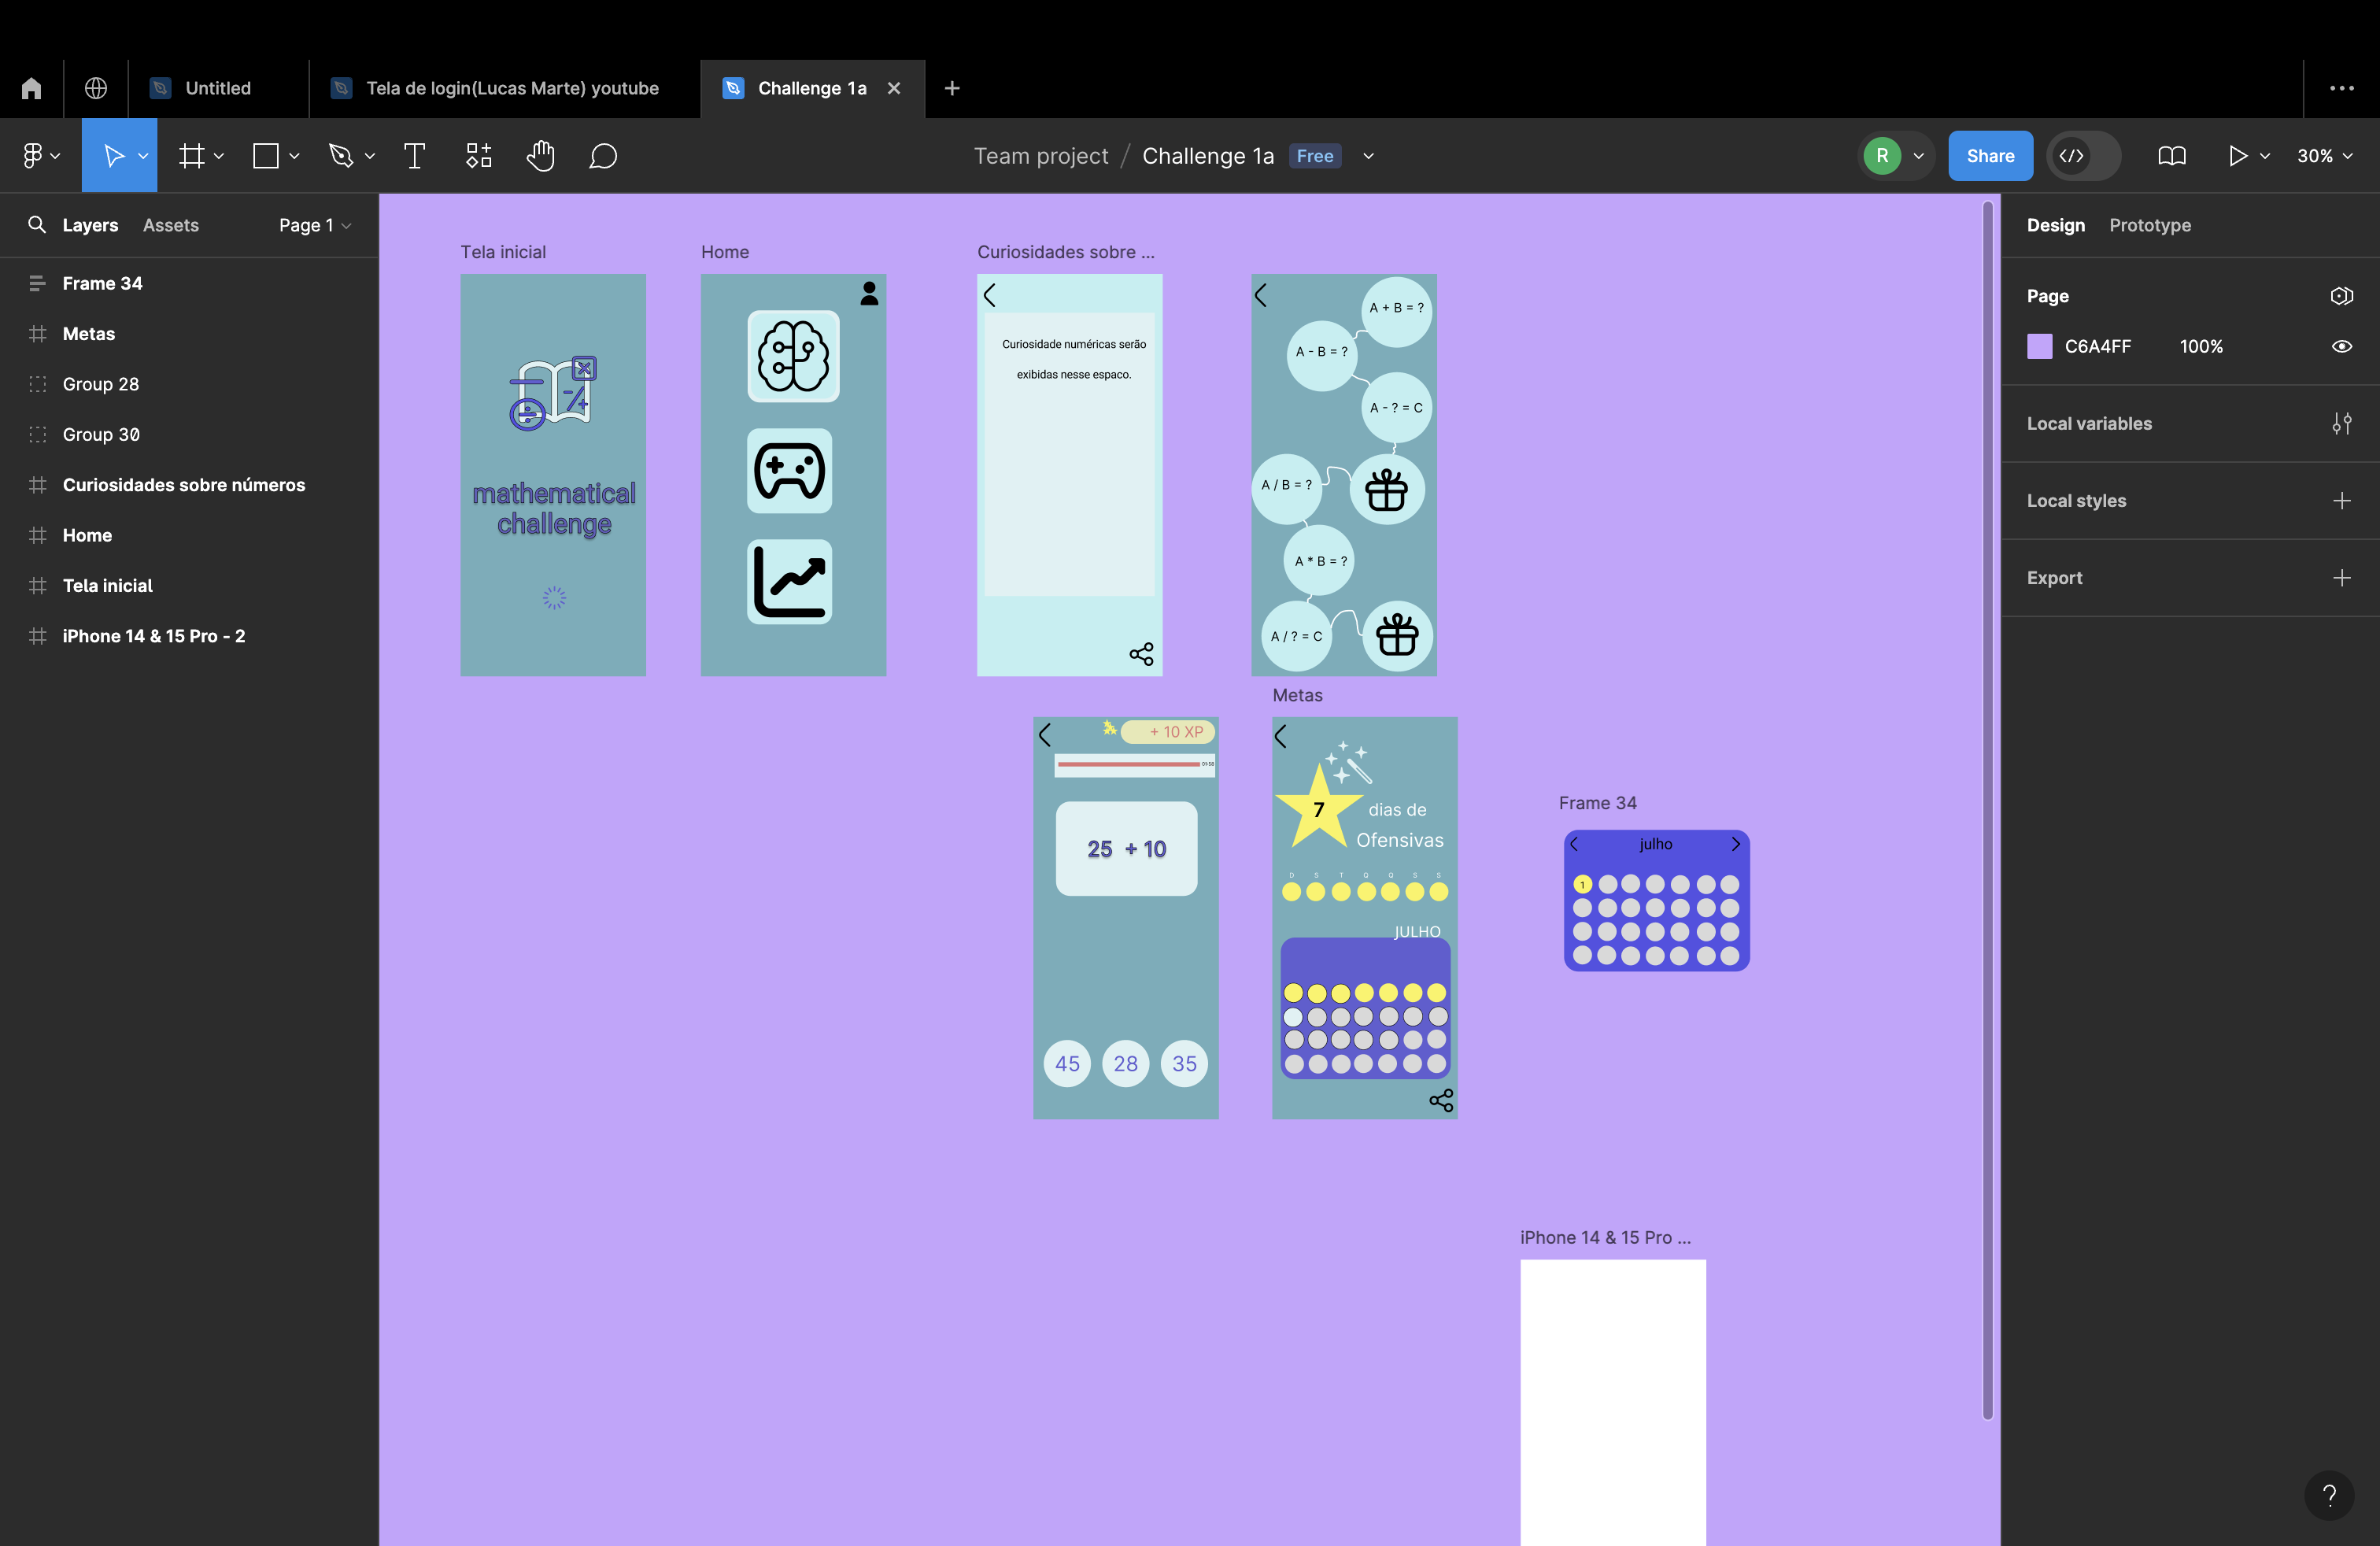 Untitled
Tela de login(Lucas Marte) youtube
Challenge 1a
Team project / Challenge 1a
Free
R
Share
30%
Layers
Assets
Page 1
Frame 34
Metas
Group 28
Group 30
Curiosidades sobre números
Home
Tela inicial
iPhone 14 & 15 Pro - 2
Tela inicial
mathematical
challenge
Home
Curiosidades sobre ...
Curiosidade numéricas serão
exibidas nesse espaco.
A + B = ?
A - B = ?
A - ? = C
A / B = ?
A * B = ?
A / ? = C
+ 10 XP
01:58
25 + 10
45 28 35
Metas
7
dias de
Ofensivas
D S T Q Q S S
JULHO
Frame 34
julho
1
iPhone 14 & 15 Pro ...
Design
Prototype
Page
C6A4FF 100%
Local variables
Local styles
Export
?